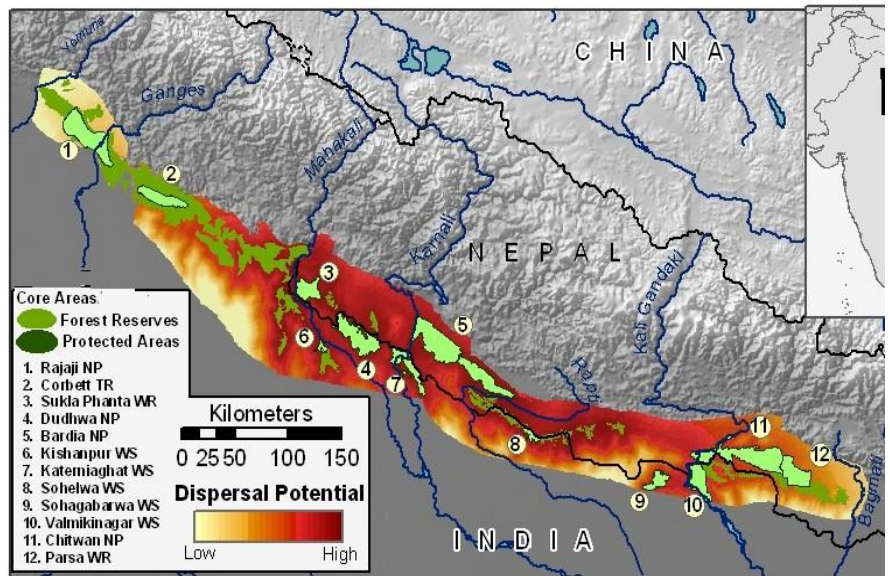 CHINA
Yamuna
Ganges
1
2
Mahakali
Karnali
NEPAL
Kali Gandaki
3
5
6
4
7
Rapti
8
9
10
11
12
Bagmati
INDIA
Core Areas
Forest Reserves
Protected Areas
1. Rajaji NP
2. Corbett TR
3. Sukla Phanta WR
4. Dudhwa NP
5. Bardia NP
6. Kishanpur WS
7. Katerniaghat WS
8. Sohelwa WS
9. Sohagabarwa WS
10. Valmikinagar WS
11. Chitwan NP
12. Parsa WR
Kilometers
0 25 50 100 150
Dispersal Potential
Low High